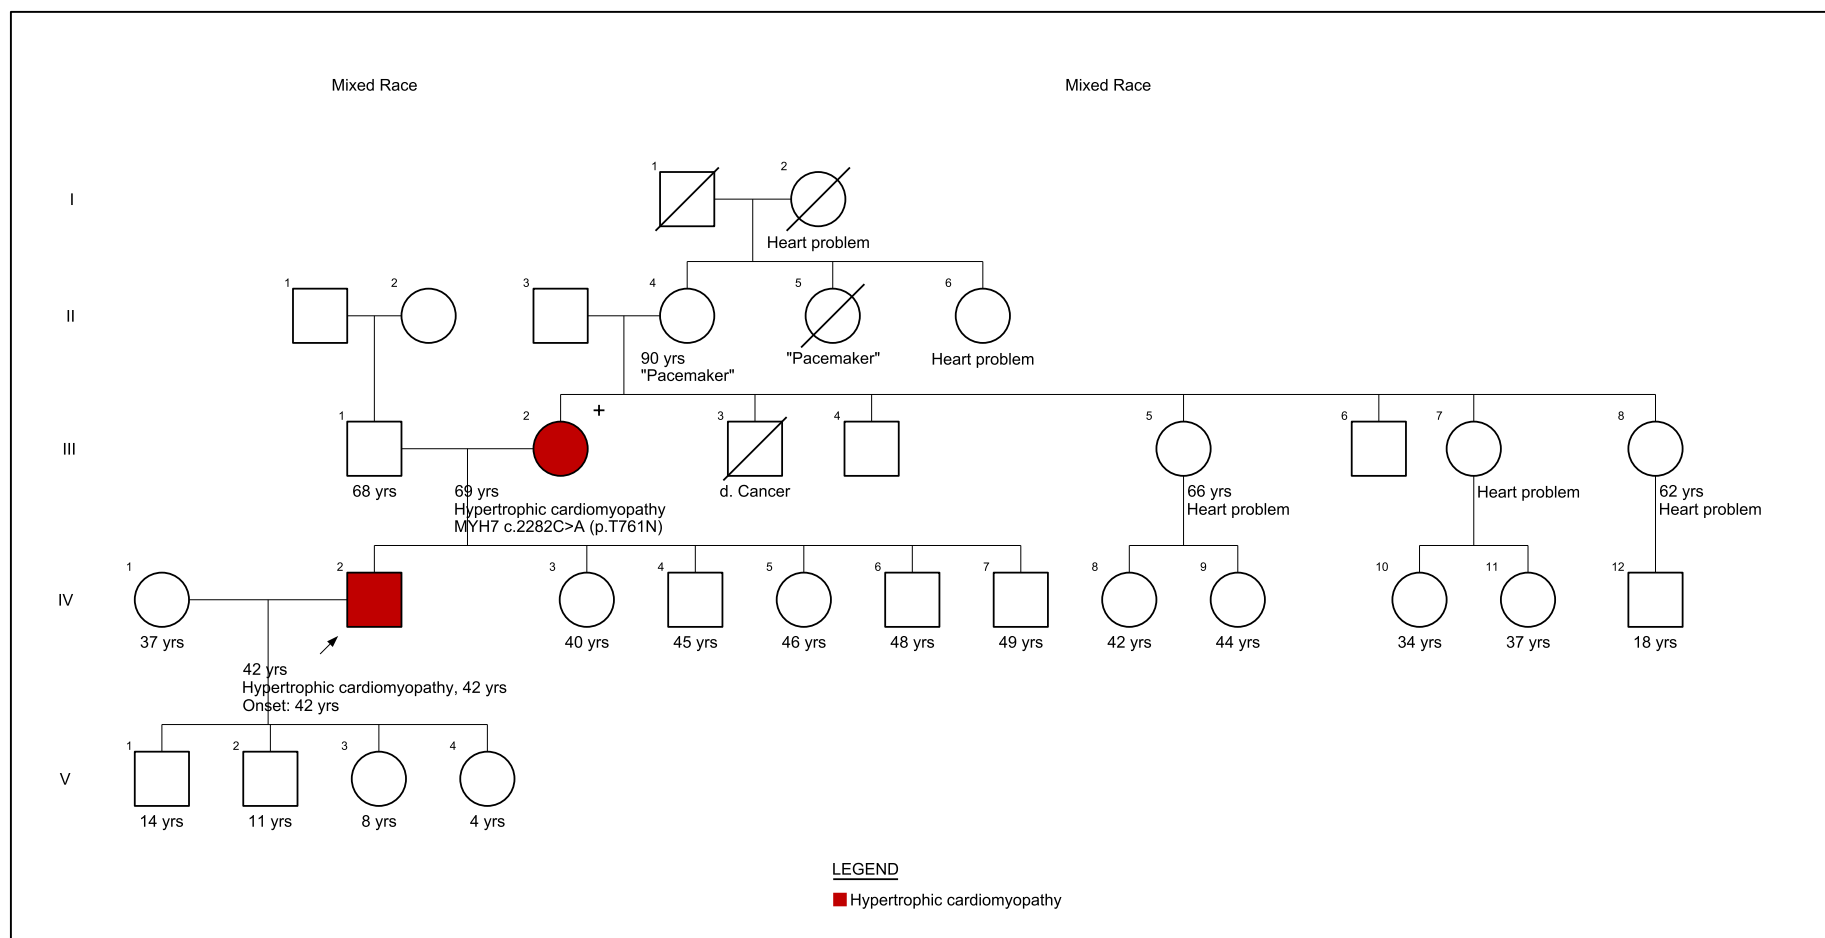 Mixed Race
Mixed Race
1
2
I
Heart problem
1
2
3
4
5
6
II
90 yrs
"Pacemaker"
"Pacemaker"
Heart problem
1
2
+
3
4
5
6
7
8
III
68 yrs
69 yrs
Hypertrophic cardiomyopathy
MYH7 c.2282C>A (p.T761N)
d. Cancer
66 yrs
Heart problem
Heart problem
62 yrs
Heart problem
1
2
3
4
5
6
7
8
9
10
11
12
IV
37 yrs
42 yrs
Hypertrophic cardiomyopathy, 42 yrs
Onset: 42 yrs
40 yrs
45 yrs
46 yrs
48 yrs
49 yrs
42 yrs
44 yrs
34 yrs
37 yrs
18 yrs
1
2
3
4
V
14 yrs
11 yrs
8 yrs
4 yrs
LEGEND
Hypertrophic cardiomyopathy